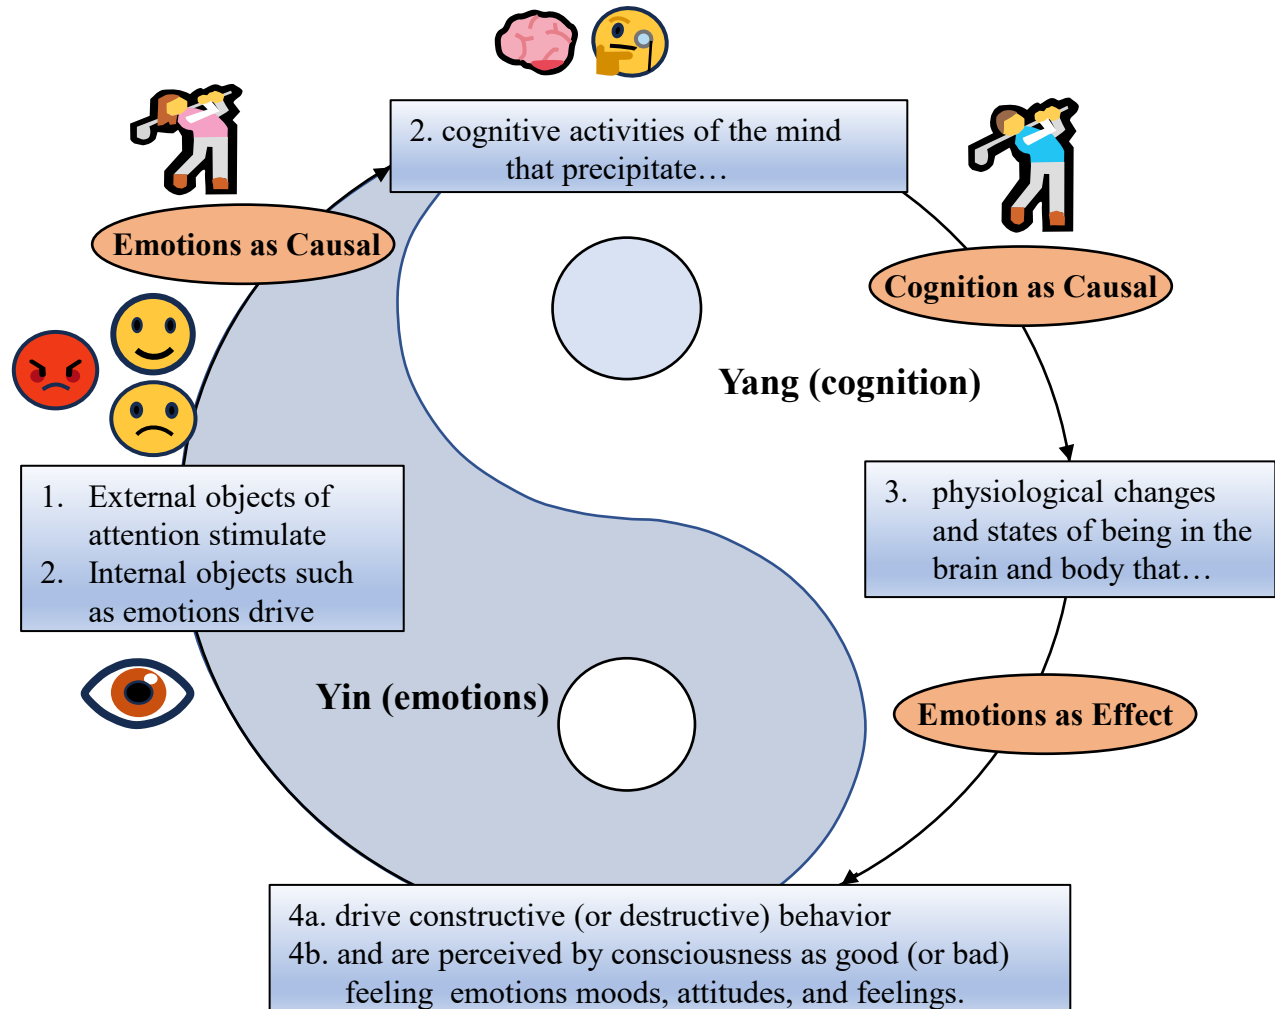 2. cognitive activities of the mind
that precipitate…
Emotions as Causal
Cognition as Causal
Yang (cognition)
1. External objects of
attention stimulate
2. Internal objects such
as emotions drive
3. physiological changes
and states of being in the
brain and body that…
Yin (emotions)
Emotions as Effect
4a. drive constructive (or destructive) behavior
4b. and are perceived by consciousness as good (or bad)
feeling emotions moods, attitudes, and feelings.